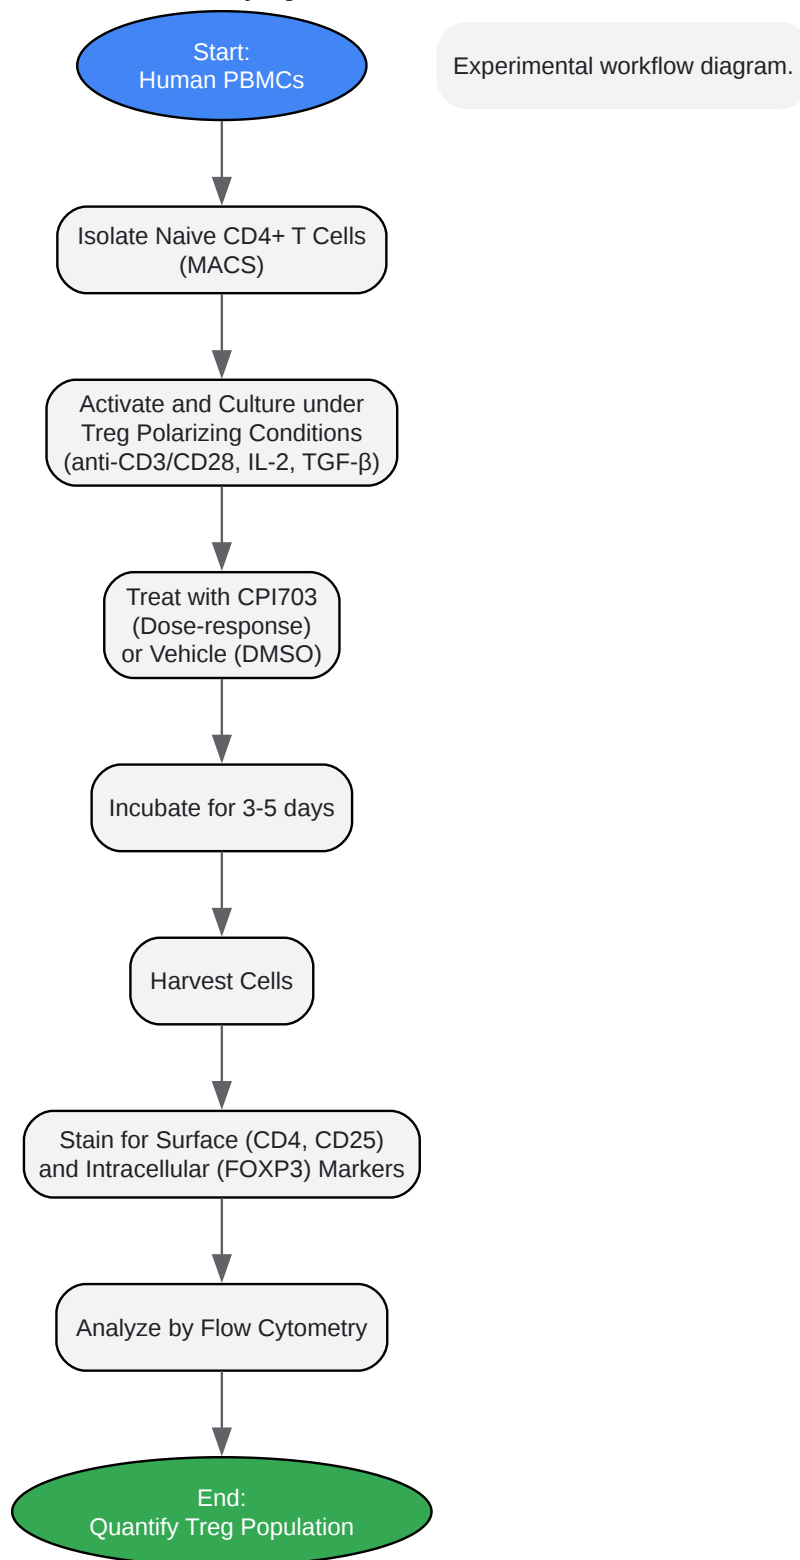 Start:
Human PBMCs
Experimental workflow diagram.
Isolate Naive CD4+ T Cells
(MACS)
Activate and Culture under
Treg Polarizing Conditions
(anti-CD3/CD28, IL-2, TGF-β)
Treat with CPI703
(Dose-response)
or Vehicle (DMSO)
Incubate for 3-5 days
Harvest Cells
Stain for Surface (CD4, CD25)
and Intracellular (FOXP3) Markers
Analyze by Flow Cytometry
End:
Quantify Treg Population